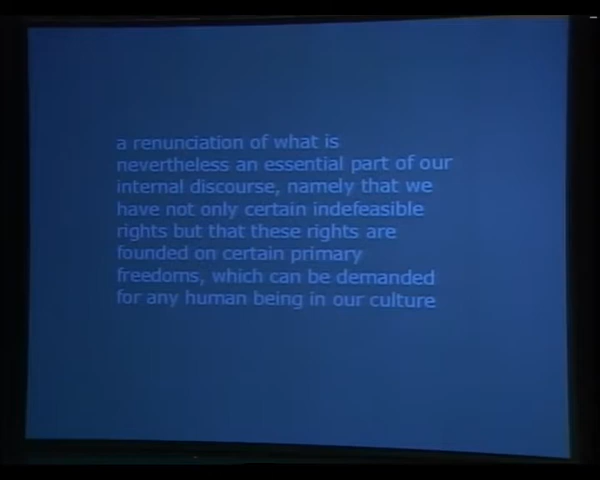 a renunciation of what is
nevertheless an essential part of our
internal discourse, namely that we
have not only certain indefeasible
rights but that these rights are
founded on certain primary
freedoms, which can be demanded
for any human being in our culture